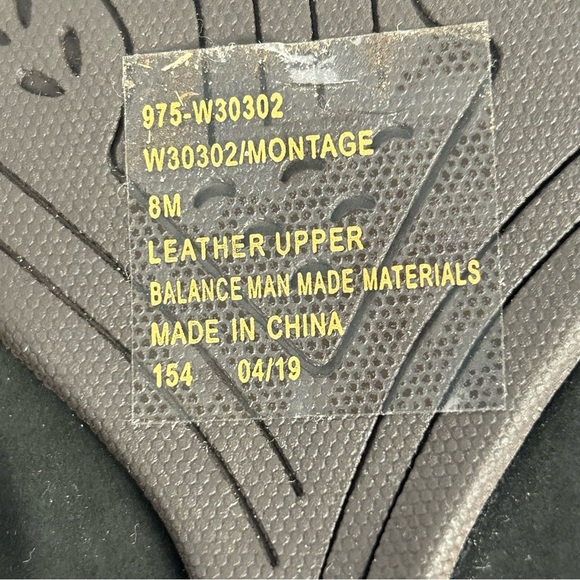 975-W30302
W30302/MONTAGE
8M
LEATHER UPPER
BALANCE MAN MADE MATERIALS
MADE IN CHINA
154 04/19